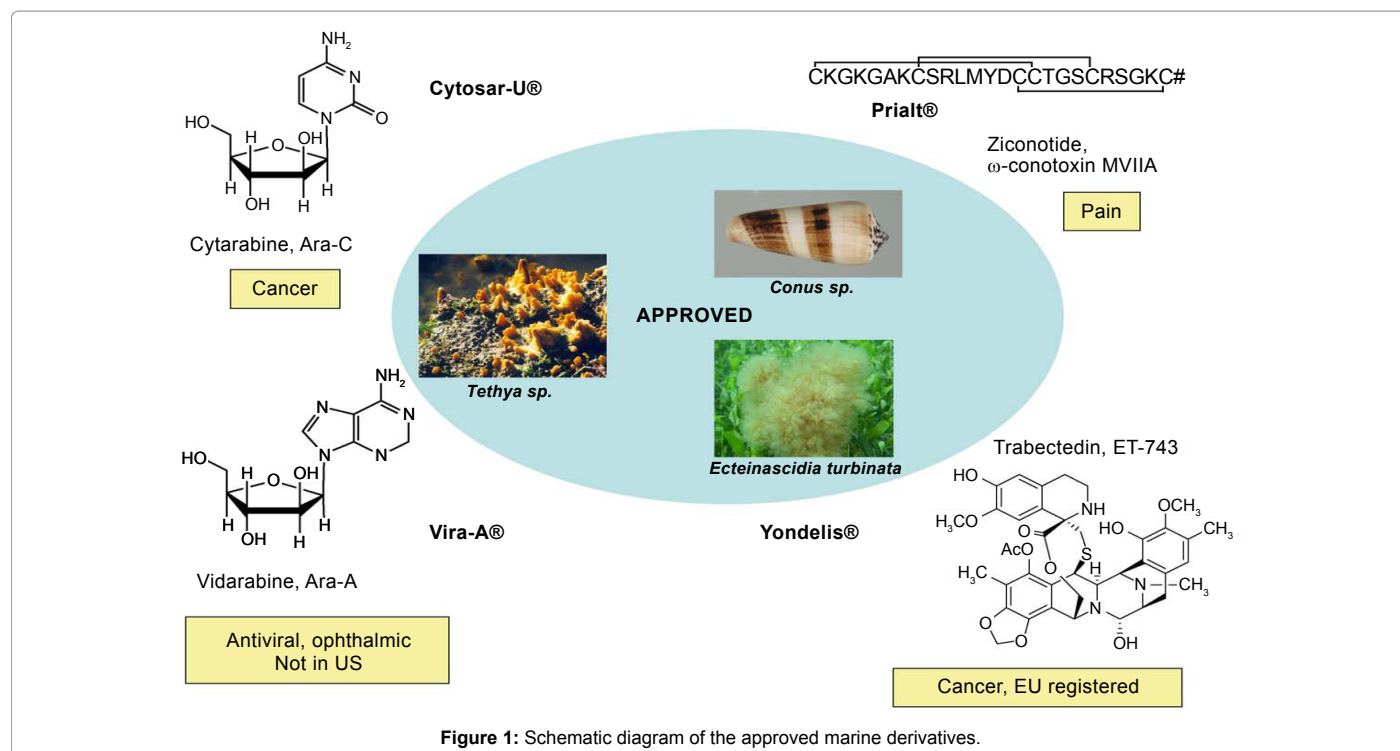 NH2
N
N
O
HO
H
O
OH
H
H
H
OH
Cytosar-U®
Cytarabine, Ara-C
Cancer
CKGKGAKCSRLMYDCCTGSCRSGKC#
Prialt®
Ziconotide,
ω-conotoxin MVIIA
Pain
Conus sp.
APPROVED
Tethya sp.
Ecteinascidia turbinata
NH2
N
N
N
N
HO
H
O
OH
H
H
H
OH
Vira-A®
Vidarabine, Ara-A
Antiviral, ophthalmic
Not in US
Yondelis®
Trabectedin, ET-743
HO
NH
H3CO
O
HO
OCH3
CH3
AcO
S
H
O
H3C
N
CH3
N
O
O
OH
Cancer, EU registered
Figure 1: Schematic diagram of the approved marine derivatives.